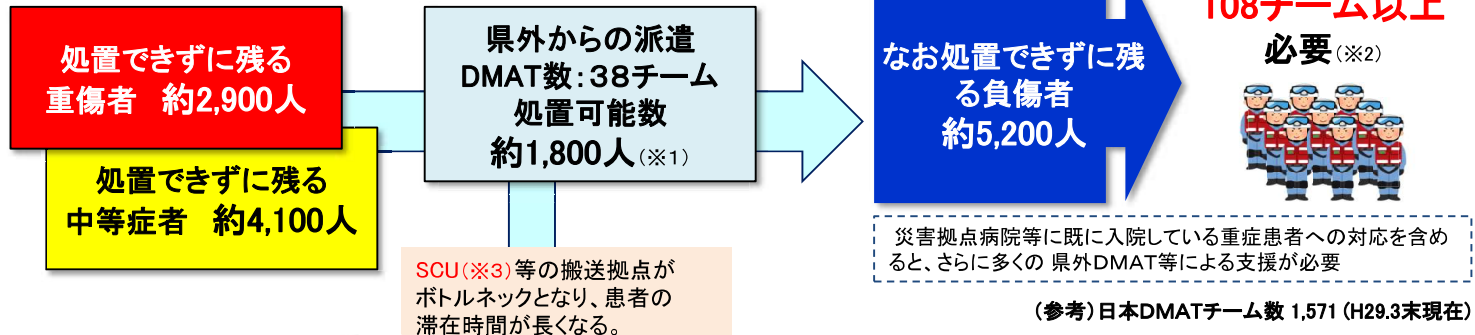 処置できずに残る
重傷者　約2,900人
処置できずに残る
中等症者　約4,100人
県外からの派遣
DMAT数：３８チーム
処置可能数
約1,800人（※1）
SCU（※3）等の搬送拠点が
ボトルネックとなり、患者の
滞在時間が長くなる。
なお処置できずに残
る負傷者
約5,200人
108チーム以上
必要（※2）
災害拠点病院等に既に入院している重症患者への対応を含め
ると、さらに多くの 県外DMAT等による支援が必要
（参考）日本DMATチーム数 1,571（H29.3末現在）